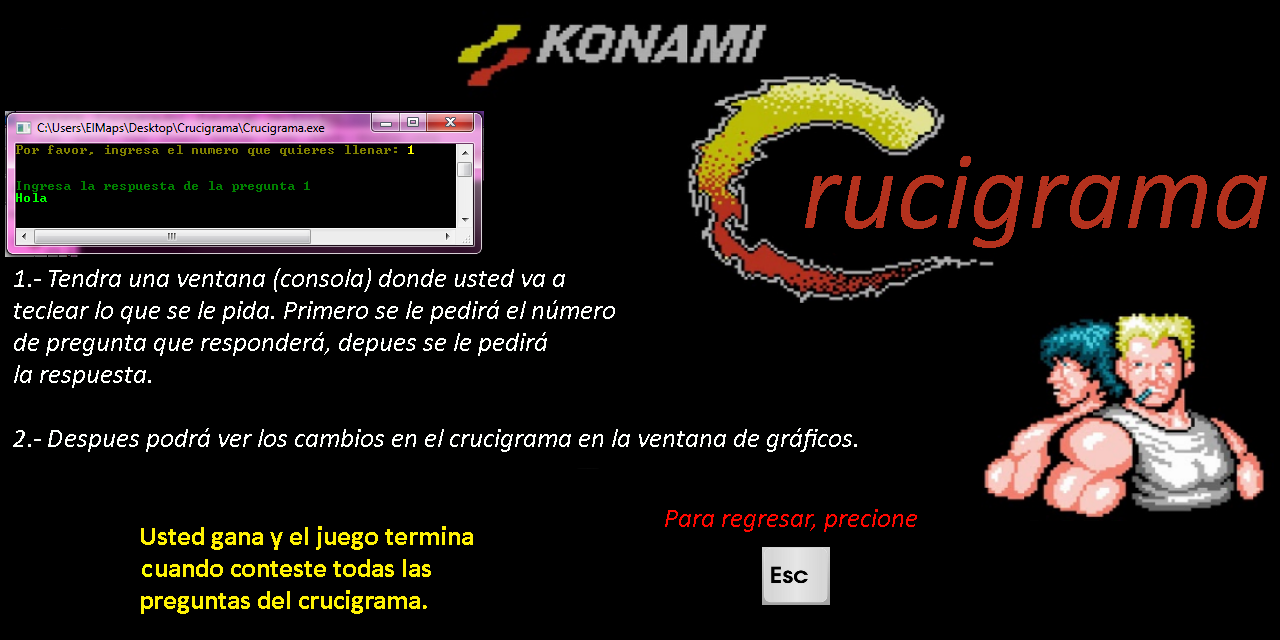 KONAMI
Crucigrama
C:\Users\ElMaps\Desktop\Crucigrama\Crucigrama.exe
Por favor, ingresa el numero que quieres llenar: 1
Ingresa la respuesta de la pregunta 1
Hola
1.- Tendra una ventana (consola) donde usted va a
teclear lo que se le pida. Primero se le pedirá el número
de pregunta que responderá, depues se le pedirá
la respuesta.
2.- Despues podrá ver los cambios en el crucigrama en la ventana de gráficos.
Usted gana y el juego termina
cuando conteste todas las
preguntas del crucigrama.
Para regresar, precione
Esc